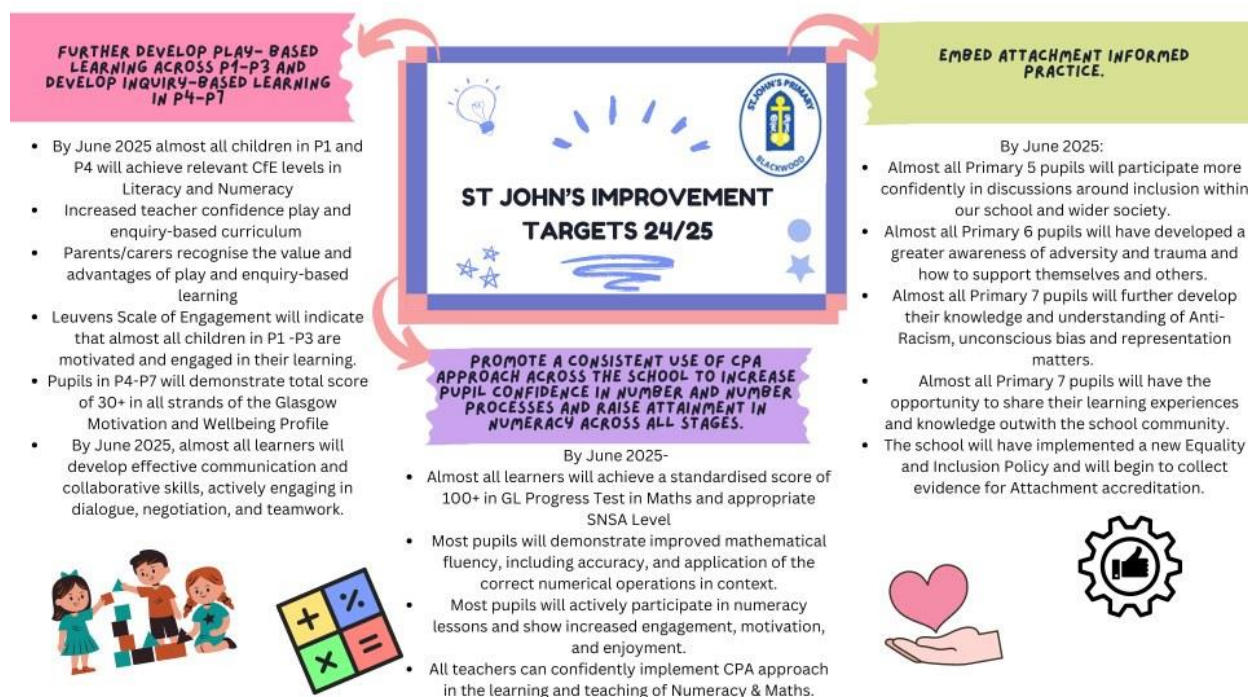 FURTHER DEVELOP PLAY- BASED
LEARNING ACROSS P1-P3 AND
DEVELOP INQUIRY-BASED LEARNING
IN P4-P7
• By June 2025 almost all children in P1 and
P4 will achieve relevant CfE levels in
Literacy and Numeracy
• Increased teacher confidence play and
enquiry-based curriculum
• Parents/carers recognise the value and
advantages of play and enquiry-based
learning
• Leuvens Scale of Engagement will indicate
that almost all children in P1 -P3 are
motivated and engaged in their learning.
• Pupils in P4-P7 will demonstrate total score
of 30+ in all strands of the Glasgow
Motivation and Wellbeing Profile
• By June 2025, almost all learners will
develop effective communication and
collaborative skills, actively engaging in
dialogue, negotiation, and teamwork.
+ %
× =
ST.JOHN'S PRIMARY
BLACKWOOD
ST JOHN'S IMPROVEMENT
TARGETS 24/25
PROMOTE A CONSISTENT USE OF CPA
APPROACH ACROSS THE SCHOOL TO INCREASE
PUPIL CONFIDENCE IN NUMBER AND NUMBER
PROCESSES AND RAISE ATTAINMENT IN
NUMERACY ACROSS ALL STAGES.
By June 2025-
• Almost all learners will achieve a standardised score of
100+ in GL Progress Test in Maths and appropriate
SNSA Level
• Most pupils will demonstrate improved mathematical
fluency, including accuracy, and application of the
correct numerical operations in context.
• Most pupils will actively participate in numeracy
lessons and show increased engagement, motivation,
and enjoyment.
• All teachers can confidently implement CPA approach
in the learning and teaching of Numeracy & Maths.
EMBED ATTACHMENT INFORMED
PRACTICE.
By June 2025:
• Almost all Primary 5 pupils will participate more
confidently in discussions around inclusion within
our school and wider society.
• Almost all Primary 6 pupils will have developed a
greater awareness of adversity and trauma and
how to support themselves and others.
• Almost all Primary 7 pupils will further develop
their knowledge and understanding of Anti-
Racism, unconscious bias and representation
matters.
• Almost all Primary 7 pupils will have the
opportunity to share their learning experiences
and knowledge outwith the school community.
• The school will have implemented a new Equality
and Inclusion Policy and will begin to collect
evidence for Attachment accreditation.